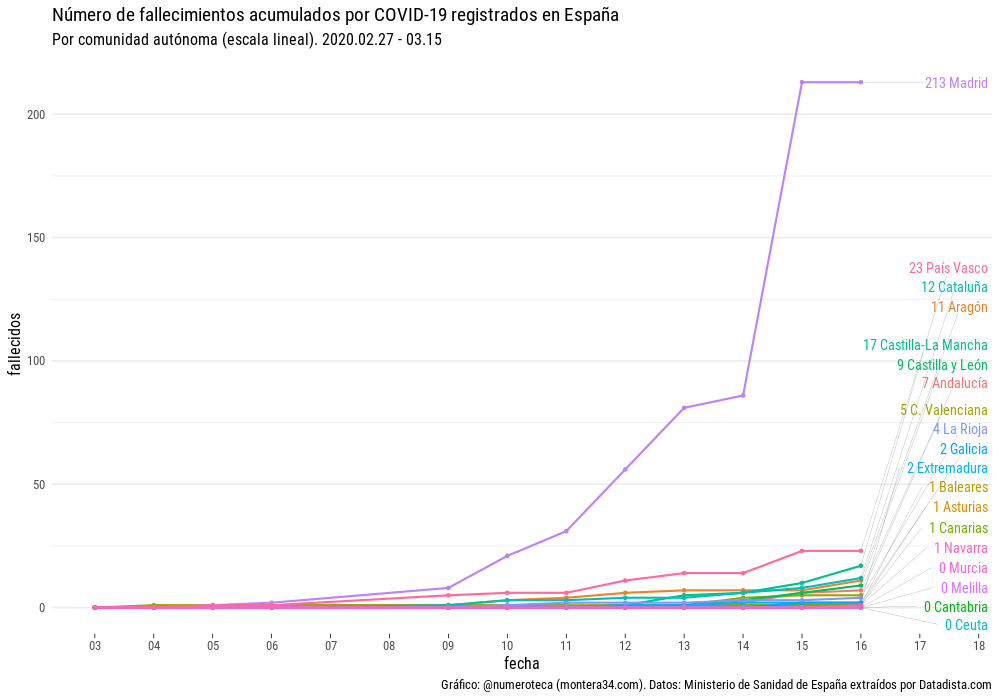 Número de fallecimientos acumulados por COVID-19 registrados en España
Por comunidad autónoma (escala lineal). 2020.02.27 - 03.15
fallecidos
200
150
100
50
0
213 Madrid
23 País Vasco
12 Cataluña
11 Aragón
17 Castilla-La Mancha
9 Castilla y León
7 Andalucía
5 C. Valenciana
4 La Rioja
2 Galicia
2 Extremadura
1 Baleares
1 Asturias
1 Canarias
1 Navarra
0 Murcia
0 Melilla
0 Cantabria
0 Ceuta
03 04 05 06 07 08 09 10 11 12 13 14 15 16 17 18
fecha
Gráfico: @numeroteca (montera34.com). Datos: Ministerio de Sanidad de España extraídos por Datadista.com